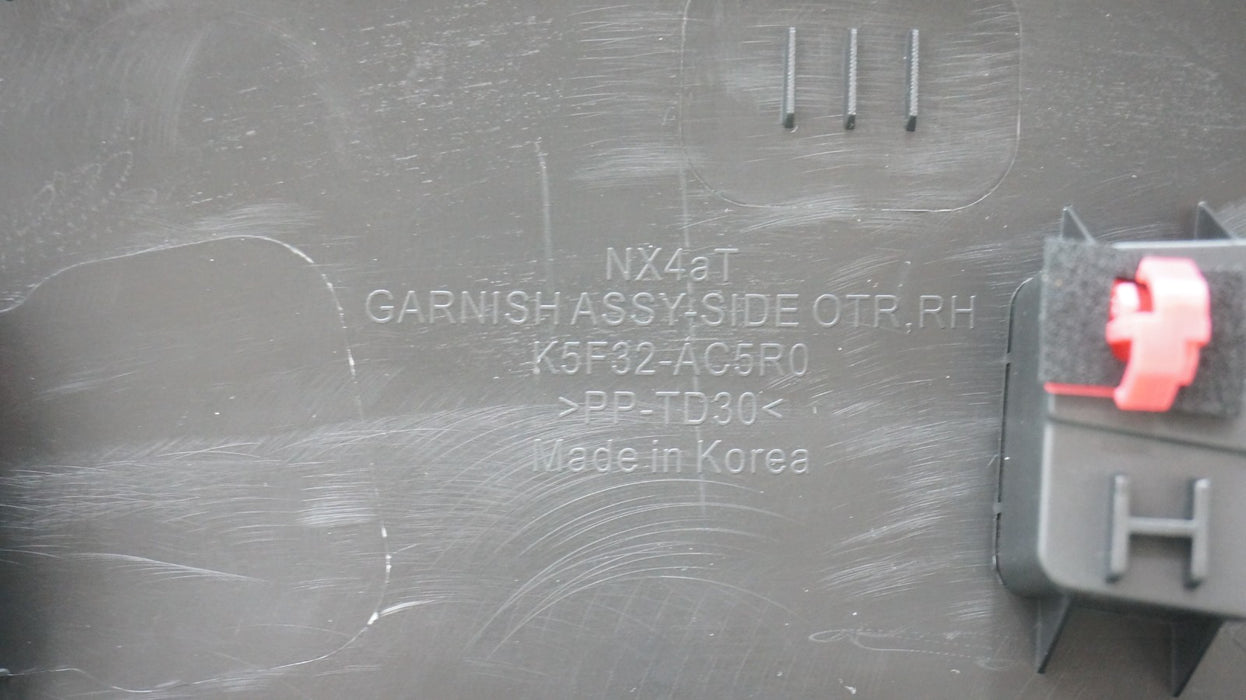 NX4aT
GARNISH ASSY-SIDE OTR,RH
K5F32-AC5R0
>PP-TD30<
Made in Korea